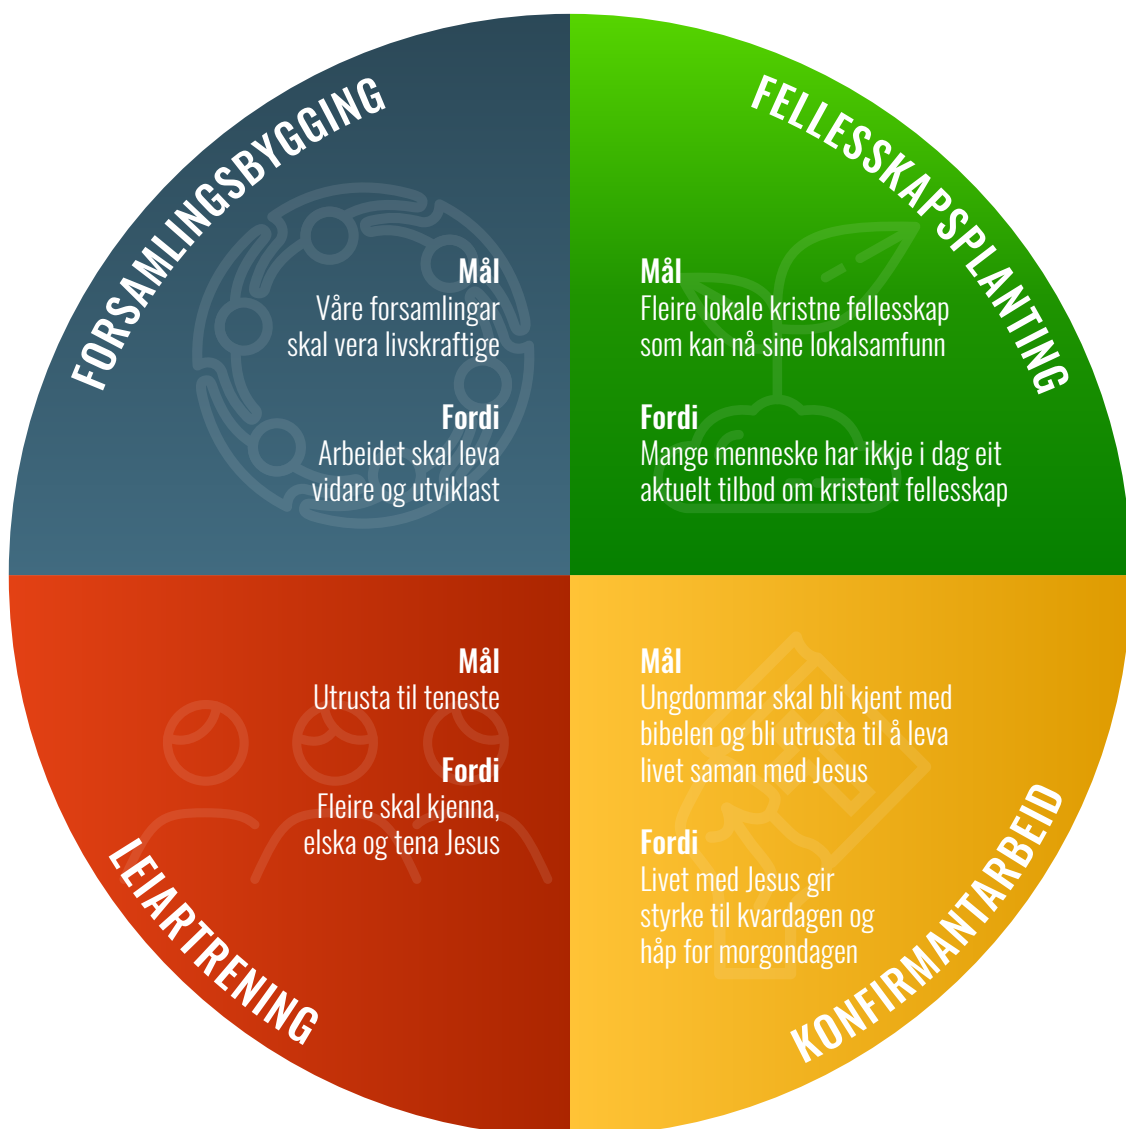 FORSAMLINGSBYGGING
Mål
Våre forsamlingar
skal vera livskraftige
Fordi
Arbeidet skal leva
vidare og utviklast
FELLESSKAPSPLANTING
Mål
Fleire lokale kristne fellesskap
som kan nå sine lokalsamfunn
Fordi
Mange menneske har ikkje i dag eit
aktuelt tilbod om kristent fellesskap
LEIARTRENING
Mål
Utrusta til teneste
Fordi
Fleire skal kjenna,
elska og tena Jesus
KONFIRMANTARBEID
Mål
Ungdommar skal bli kjent med
bibelen og bli utrusta til å leva
livet saman med Jesus
Fordi
Livet med Jesus gir
styrke til kvardagen og
håp for morgondagen